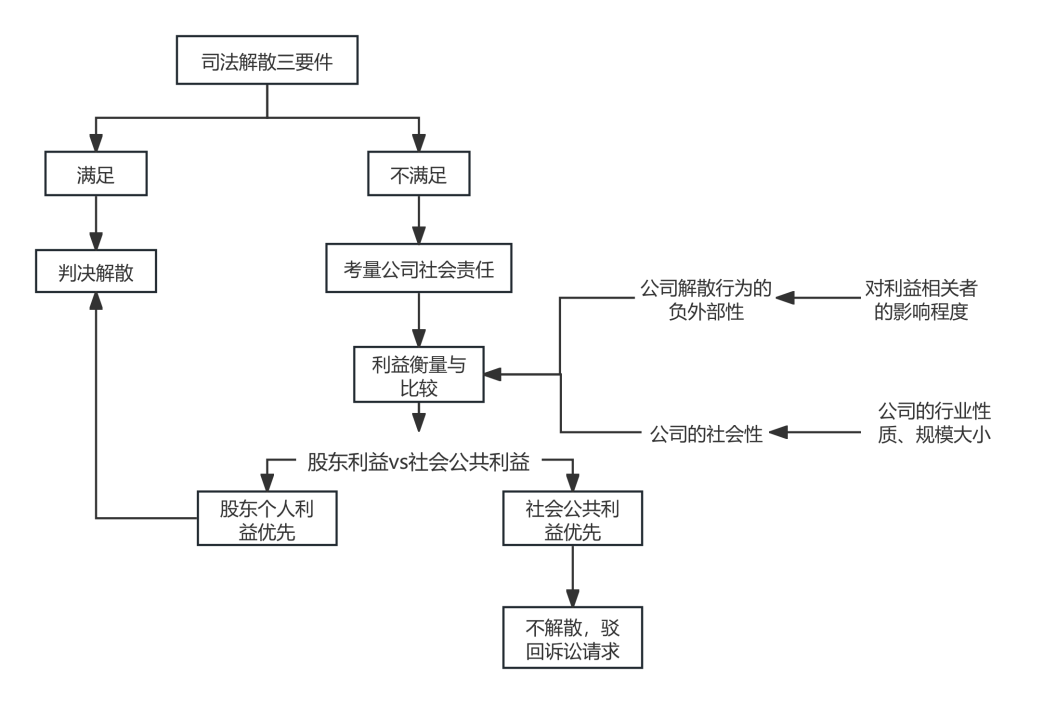 司法解散三要件
满足
不满足
判决解散
考量公司社会责任
公司解散行为的
负外部性
对利益相关者
的影响程度
利益衡量与
比较
公司的社会性
公司的行业性
质、规模大小
股东利益vs社会公共利益
股东个人利
益优先
社会公共利
益优先
不解散，驳
回诉讼请求